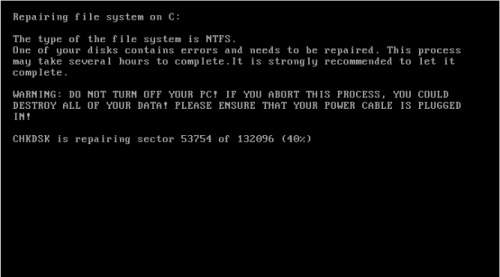 Repairing file system on C:
The type of the file system is NTFS.
One of your disks contains errors and needs to be repaired. This process
may take several hours to complete.It is strongly recommended to let it
complete.
WARNING: DO NOT TURN OFF YOUR PC! IF YOU ABORT THIS PROCESS, YOU COULD
DESTROY ALL OF YOUR DATA! PLEASE ENSURE THAT YOUR POWER CABLE IS PLUGGED
IN!
CHKDSK is repairing sector 53754 of 132096 (40%)